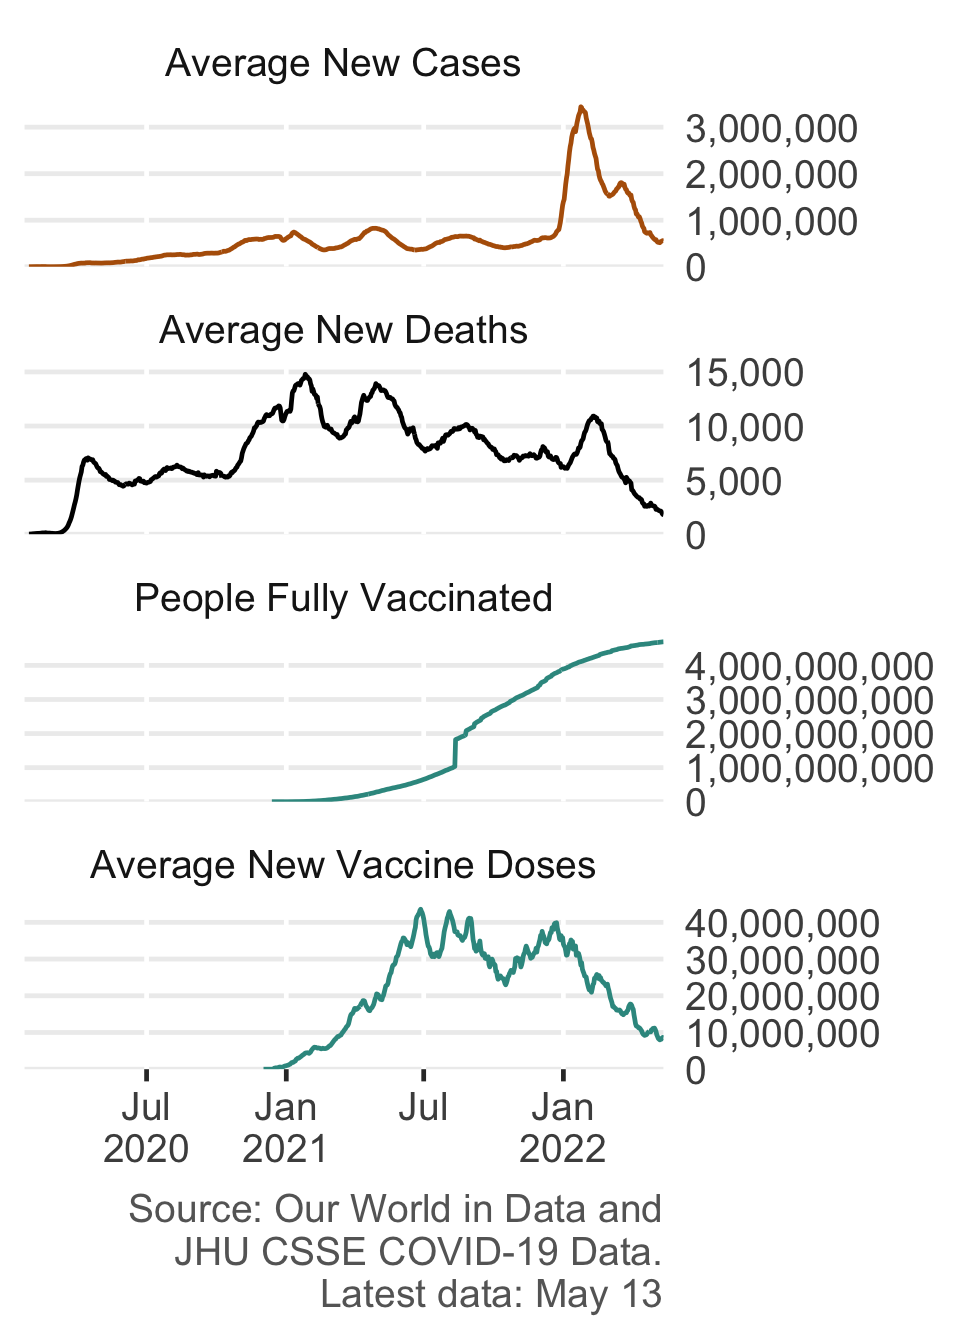 Average New Cases
3,000,000
2,000,000
1,000,000
0
Average New Deaths
15,000
10,000
5,000
0
People Fully Vaccinated
4,000,000,000
3,000,000,000
2,000,000,000
1,000,000,000
0
Average New Vaccine Doses
40,000,000
30,000,000
20,000,000
10,000,000
0
Jul Jan Jul Jan
2020 2021 2022
Source: Our World in Data and
JHU CSSE COVID-19 Data.
Latest data: May 13